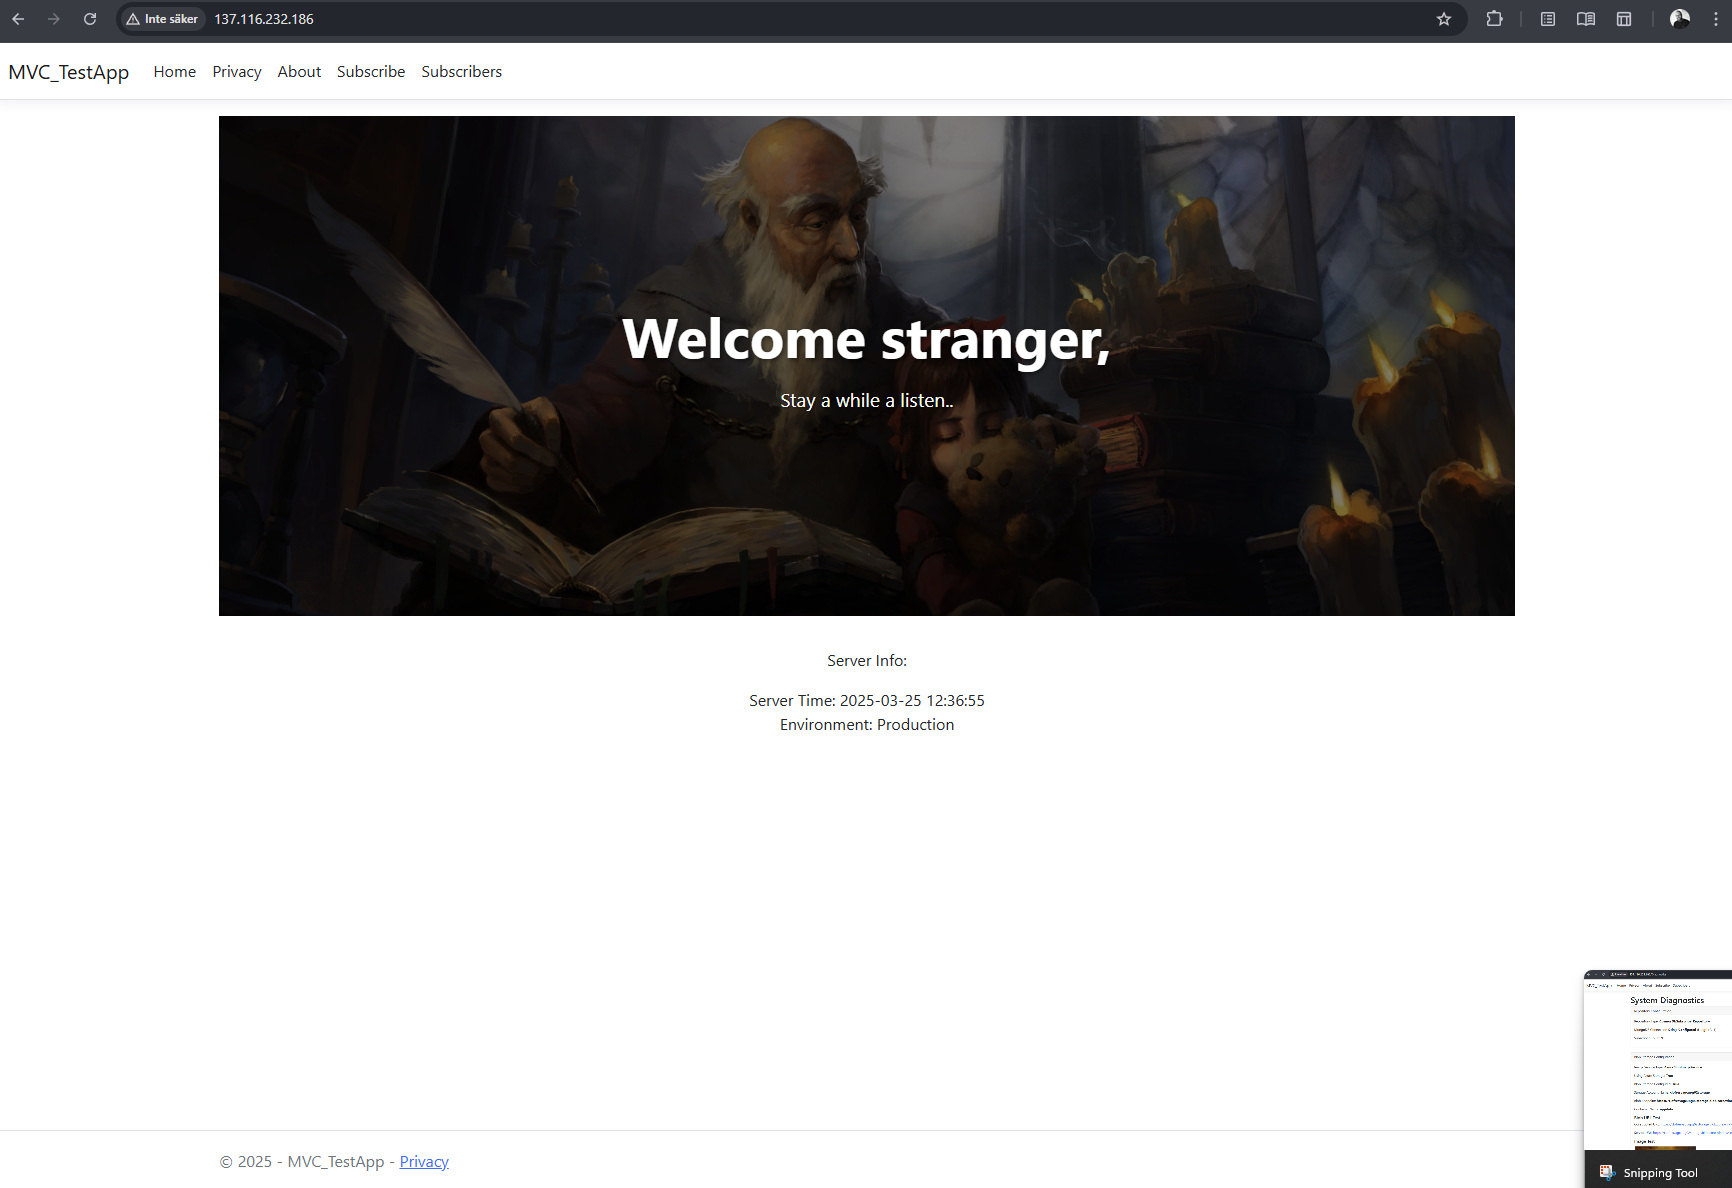 Inte säker
137.116.232.186
MVC_TestApp
Home
Privacy
About
Subscribe
Subscribers
Welcome stranger,
Stay a while a listen..
Server Info:
Server Time: 2025-03-25 12:36:55
Environment: Production
System Diagnostics
© 2025 - MVC_TestApp - Privacy
Snipping Tool